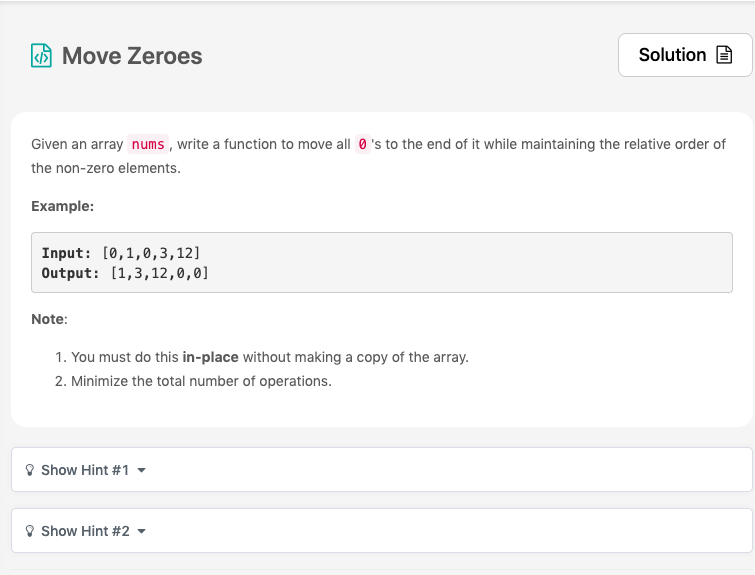 Move Zeroes
Solution
Given an array nums , write a function to move all 0 's to the end of it while maintaining the relative order of
the non-zero elements.
Example:
Input: [0,1,0,3,12]
Output: [1,3,12,0,0]
Note:
1. You must do this in-place without making a copy of the array.
2. Minimize the total number of operations.
Show Hint #1
Show Hint #2